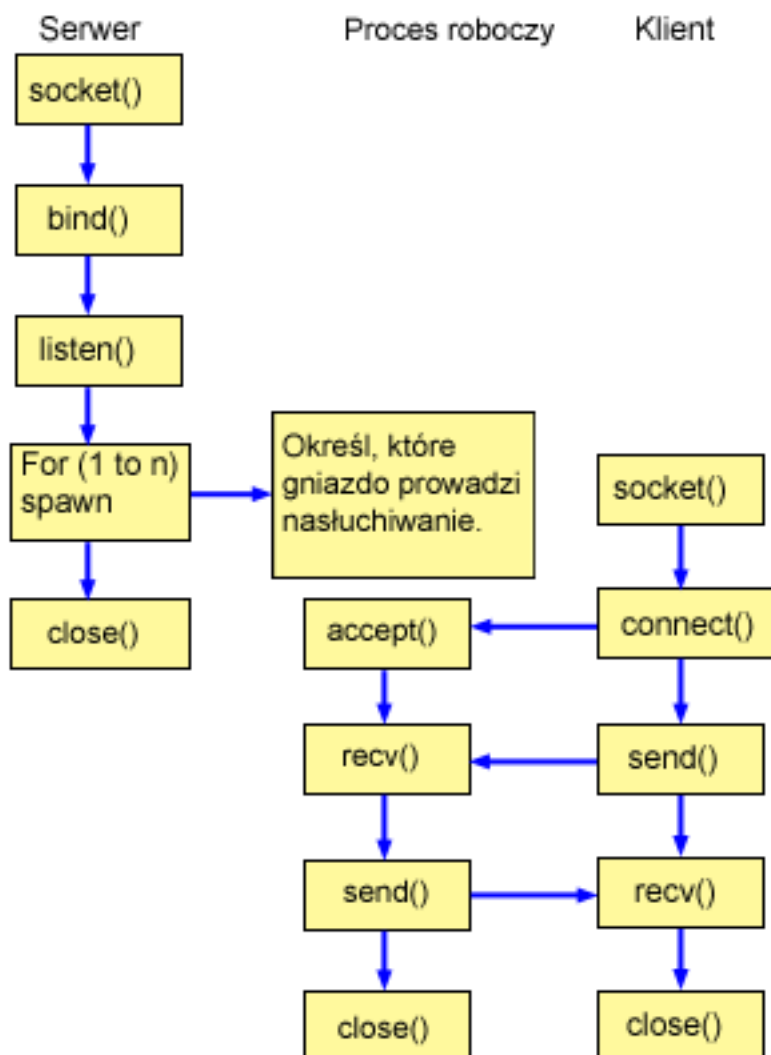 Serwer
Proces roboczy
Klient
socket()
bind()
listen()
For (1 to n)
spawn
close()
Określ, które
gniazdo prowadzi
nasłuchiwanie.
accept()
recv()
send()
close()
socket()
connect()
send()
recv()
close()